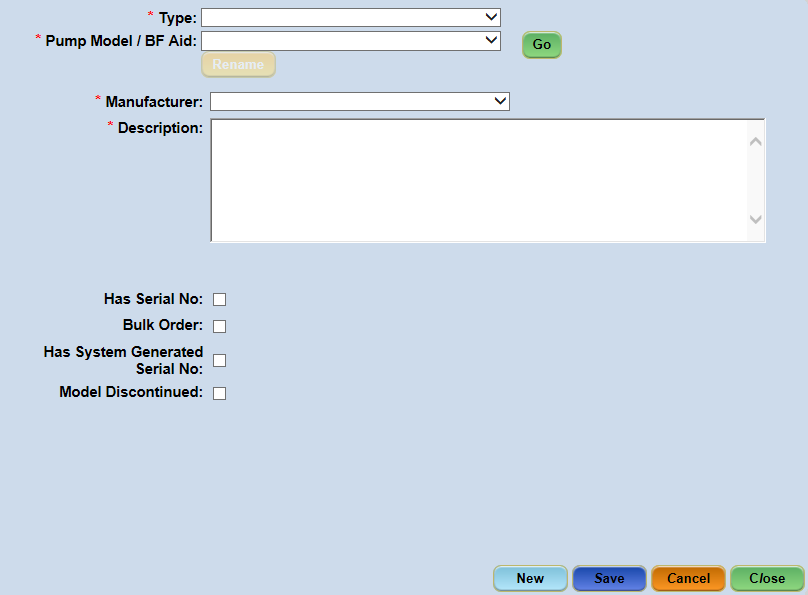 * Type:
* Pump Model / BF Aid:
Go
Rename
* Manufacturer:
* Description:
Has Serial No:
Bulk Order:
Has System Generated
Serial No:
Model Discontinued:
New Save Cancel Close